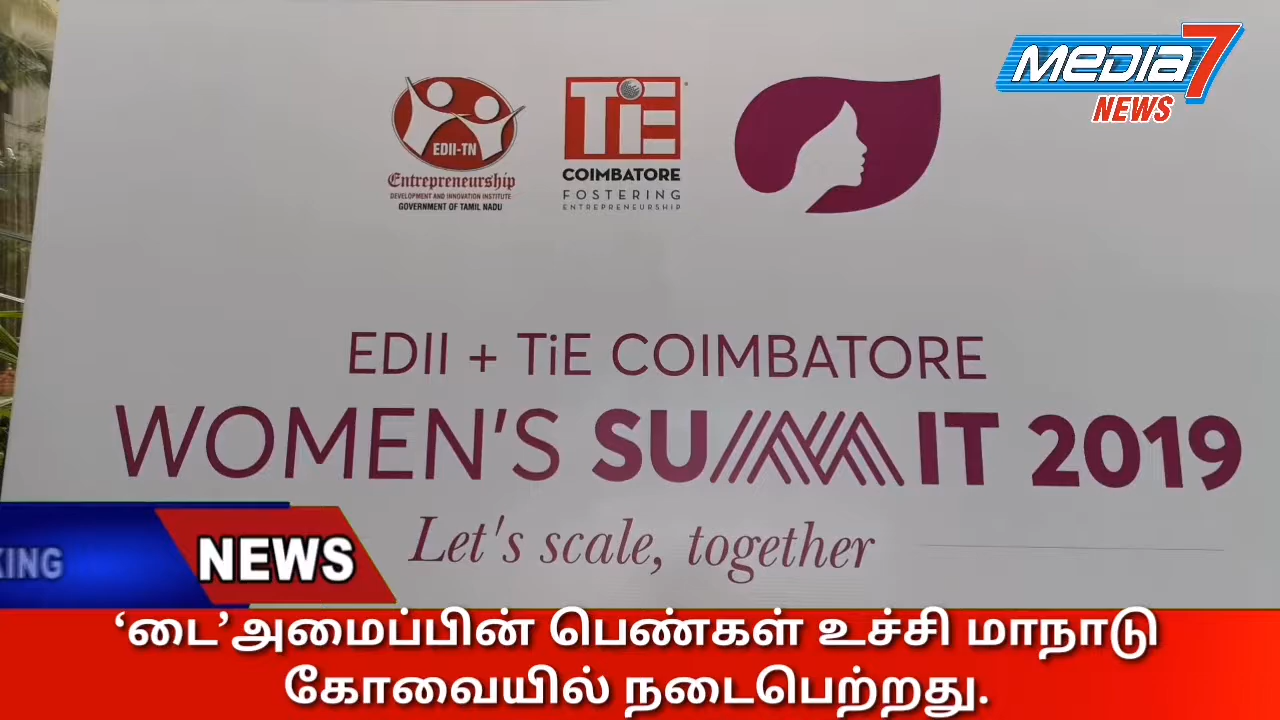 MEDIA 7
NEWS
EDII-TN
Entrepreneurship
DEVELOPMENT AND INNOVATION INSTITUTE
GOVERNMENT OF TAMIL NADU
TiE
COIMBATORE
FOSTERING
ENTREPRENEURSHIP
EDII + TiE COIMBATORE
WOMEN'S SUMMIT 2019
Let's scale, together
KING NEWS
‘டை’அமைப்பின் பெண்கள் உச்சி மாநாடு
கோவையில் நடைபெற்றது.